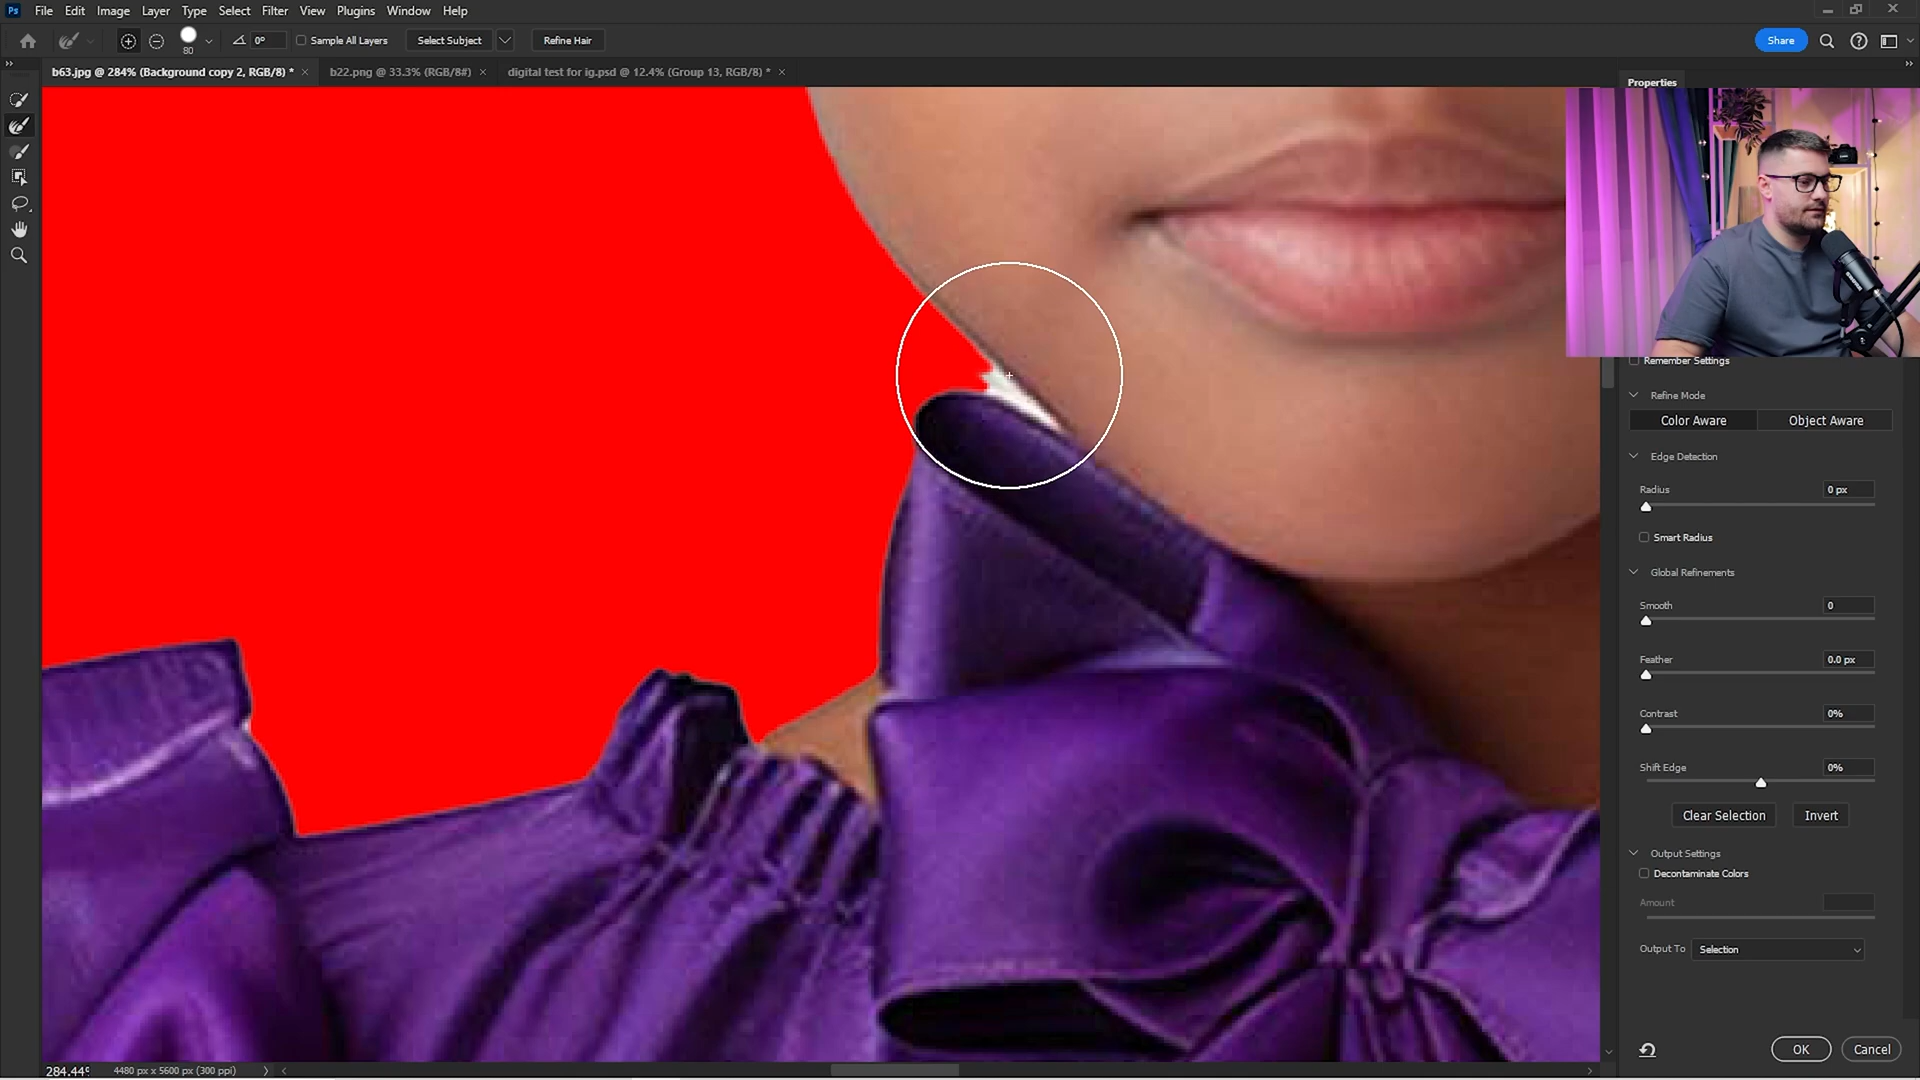 Ps File Edit Image Layer Type Select Filter View Plugins Window Help
80 0° Sample All Layers Select Subject Refine Hair Share
b63.jpg @ 284% (Background copy 2, RGB/8) * × b22.png @ 33.3% (RGB/8#) × digital test for ig.psd @ 12.4% (Group 13, RGB/8) * ×
Properties
Remember Settings
Refine Mode
Color Aware Object Aware
Edge Detection
Radius 0 px
Smart Radius
Global Refinements
Smooth 0
Feather 0.0 px
Contrast 0%
Shift Edge 0%
Clear Selection Invert
Output Settings
Decontaminate Colors
Amount
Output To Selection
OK Cancel
284.44% 4480 px x 5600 px (300 ppi)